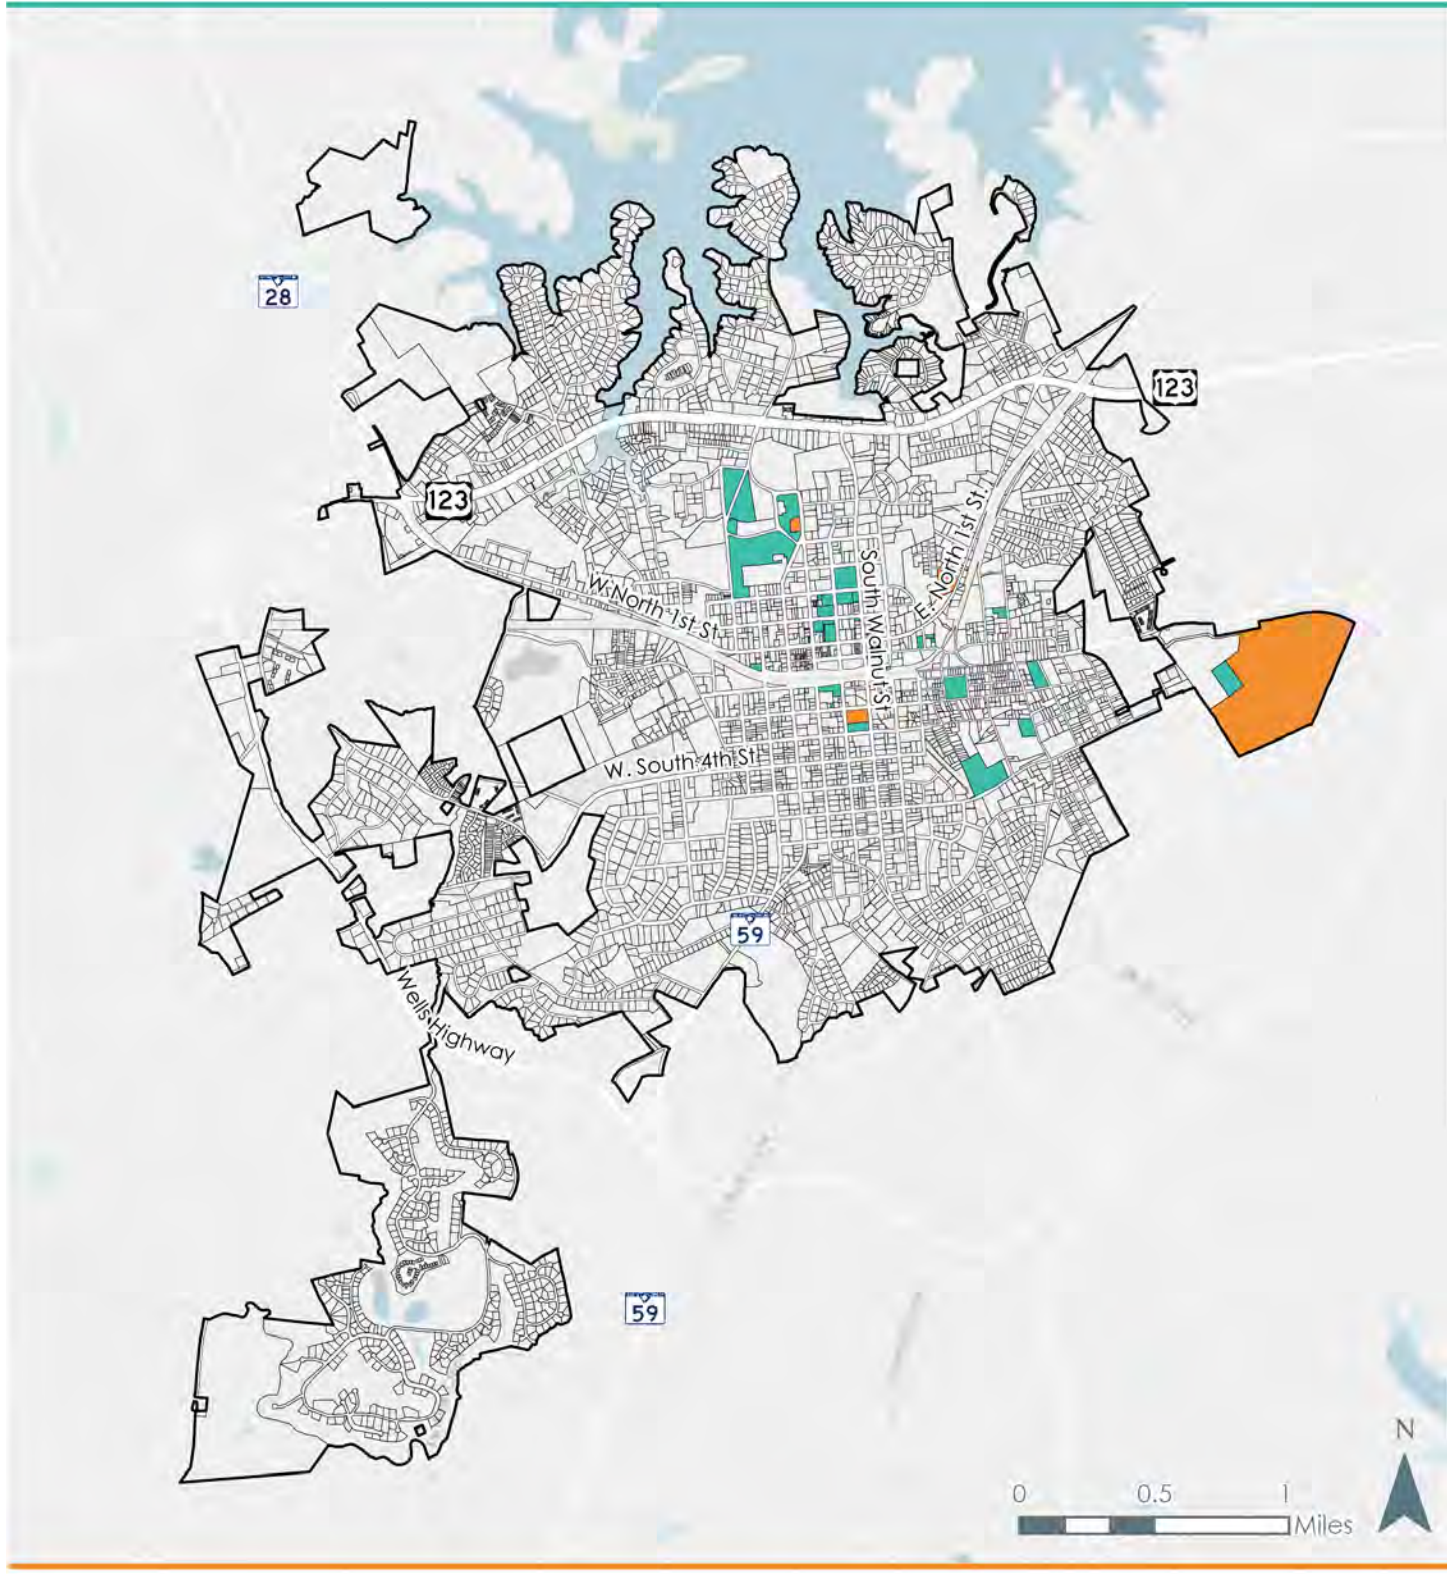 28
123
123
South Walnut St
E. North 1st St.
W. North 1st St
W. South 4th St
59
Wells Highway
59
N
0 0.5 1
Miles